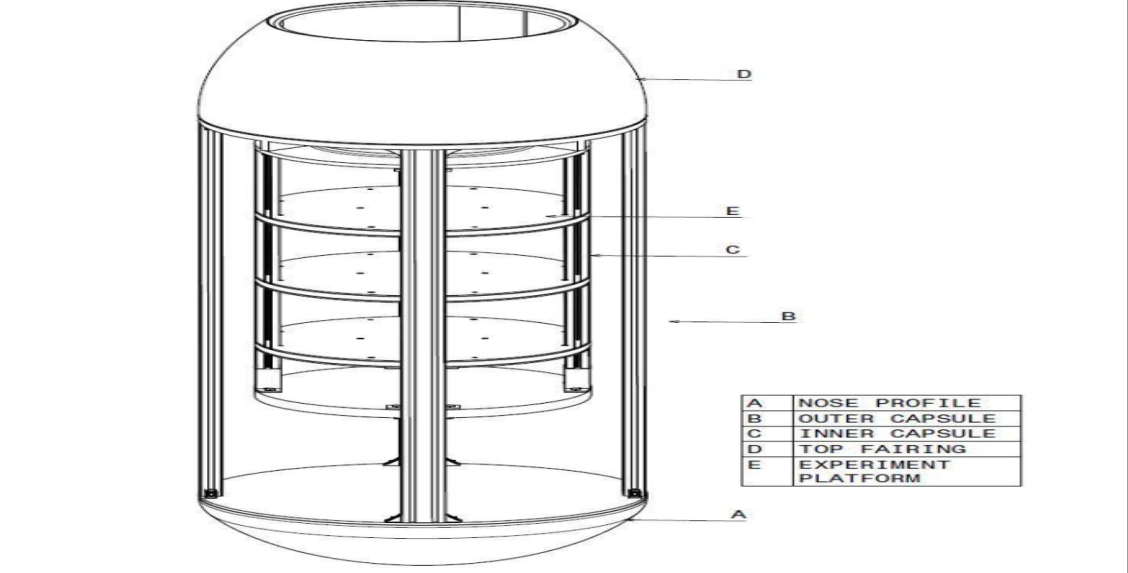 D
E
C
B
A NOSE PROFILE
B OUTER CAPSULE
C INNER CAPSULE
D TOP FAIRING
E EXPERIMENT
PLATFORM
A